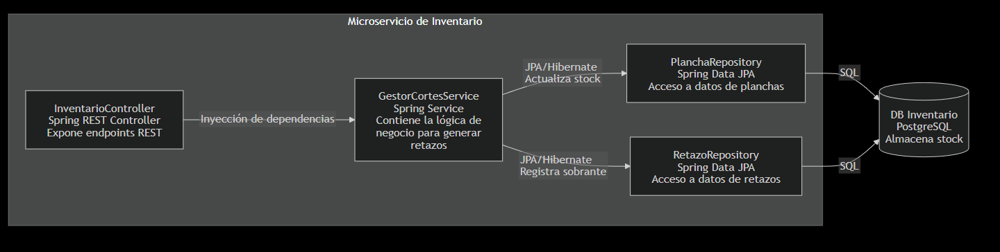 Microservicio de Inventario
InventarioController
Spring REST Controller
Expone endpoints REST
Inyección de dependencias
GestorCortesService
Spring Service
Contiene la lógica de
negocio para generar
retazos
JPA/Hibernate
Actualiza stock
JPA/Hibernate
Registra sobrante
PlanchaRepository
Spring Data JPA
Acceso a datos de planchas
RetazoRepository
Spring Data JPA
Acceso a datos de retazos
SQL
SQL
DB Inventario
PostgreSQL
Almacena stock